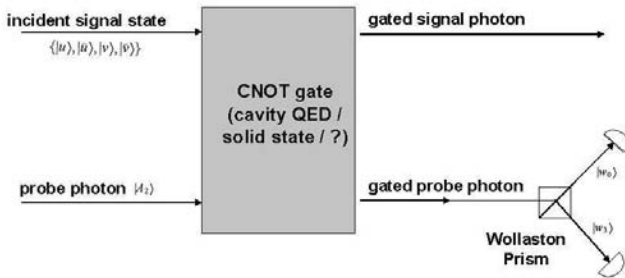 incident signal state
gated signal photon
{|u⟩,|ū⟩,|v⟩,|v̄⟩}
CNOT gate
(cavity QED /
solid state / ?)
probe photon |A₂⟩
gated probe photon
|w₀⟩
|w₃⟩
Wollaston
Prism